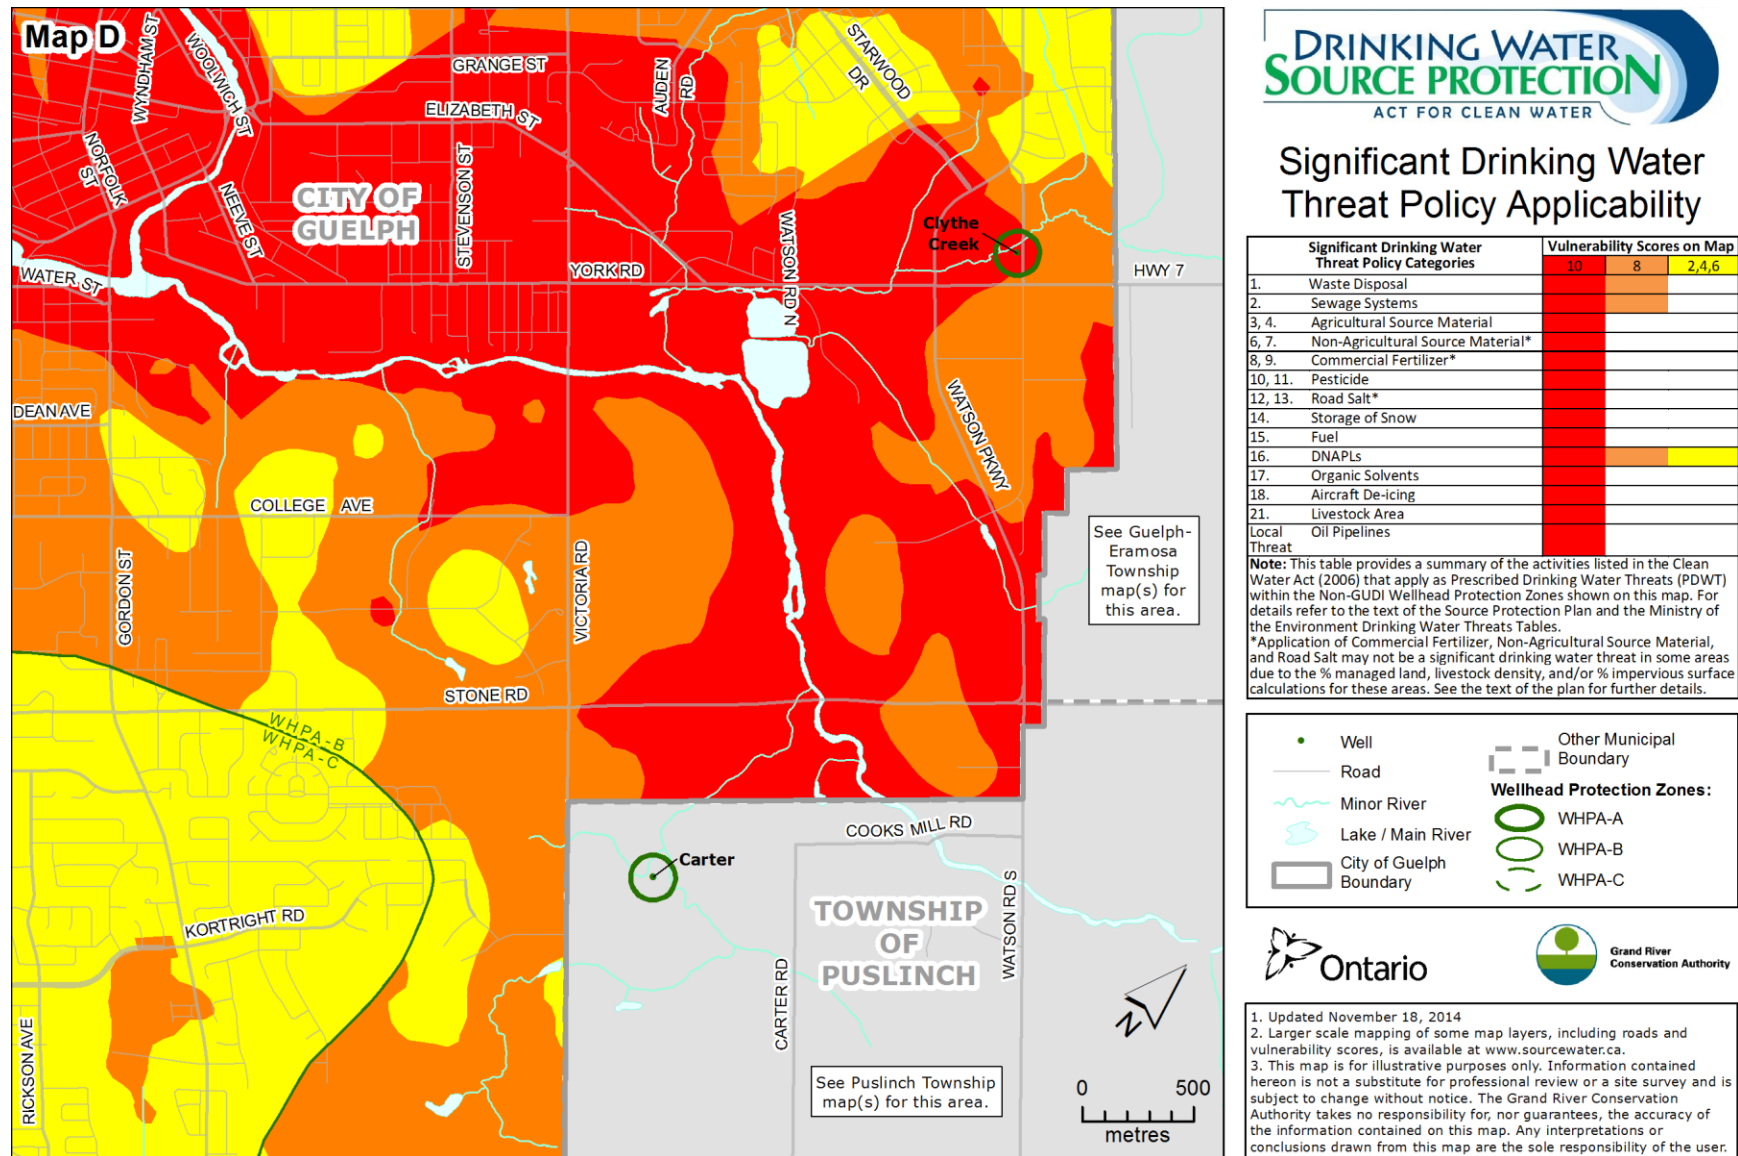 Map D
WYNDHAM ST
WOOLWICH ST
GRANGE ST
ELIZABETH ST
AUDEN
RD
STARWOOD
DR
NORFOLK
ST
NEEVE ST
CITY OF
GUELPH
STEVENSON ST
WATSON RD N
Clythe
Creek
WATER ST
YORK RD
HWY 7
DEAN AVE
WATSON PKWY
COLLEGE AVE
GORDON ST
VICTORIA RD
See Guelph-
Eramosa
Township
map(s) for
this area.
STONE RD
WHPA-B
WHPA-C
COOKS MILL RD
Carter
TOWNSHIP
OF
PUSLINCH
WATSON RD S
CARTER RD
KORTRIGHT RD
RICKSON AVE
N
See Puslinch Township
map(s) for this area.
0 500
metres
DRINKING WATER
SOURCE PROTECTION
ACT FOR CLEAN WATER
Significant Drinking Water
Threat Policy Applicability
Significant Drinking Water
Threat Policy Categories
Vulnerability Scores on Map
10 8 2,4,6
1. Waste Disposal
2. Sewage Systems
3, 4. Agricultural Source Material
6, 7. Non-Agricultural Source Material*
8, 9. Commercial Fertilizer*
10, 11. Pesticide
12, 13. Road Salt*
14. Storage of Snow
15. Fuel
16. DNAPLs
17. Organic Solvents
18. Aircraft De-icing
21. Livestock Area
Local Oil Pipelines
Threat
Note: This table provides a summary of the activities listed in the Clean
Water Act (2006) that apply as Prescribed Drinking Water Threats (PDWT)
within the Non-GUDI Wellhead Protection Zones shown on this map. For
details refer to the text of the Source Protection Plan and the Ministry of
the Environment Drinking Water Threats Tables.
*Application of Commercial Fertilizer, Non-Agricultural Source Material,
and Road Salt may not be a significant drinking water threat in some areas
due to the % managed land, livestock density, and/or % impervious surface
calculations for these areas. See the text of the plan for further details.
Well
Road
Minor River
Lake / Main River
City of Guelph
Boundary
Other Municipal
Boundary
Wellhead Protection Zones:
WHPA-A
WHPA-B
WHPA-C
Ontario
Grand River
Conservation Authority
1. Updated November 18, 2014
2. Larger scale mapping of some map layers, including roads and
vulnerability scores, is available at www.sourcewater.ca.
3. This map is for illustrative purposes only. Information contained
hereon is not a substitute for professional review or a site survey and is
subject to change without notice. The Grand River Conservation
Authority takes no responsibility for, nor guarantees, the accuracy of
the information contained on this map. Any interpretations or
conclusions drawn from this map are the sole responsibility of the user.